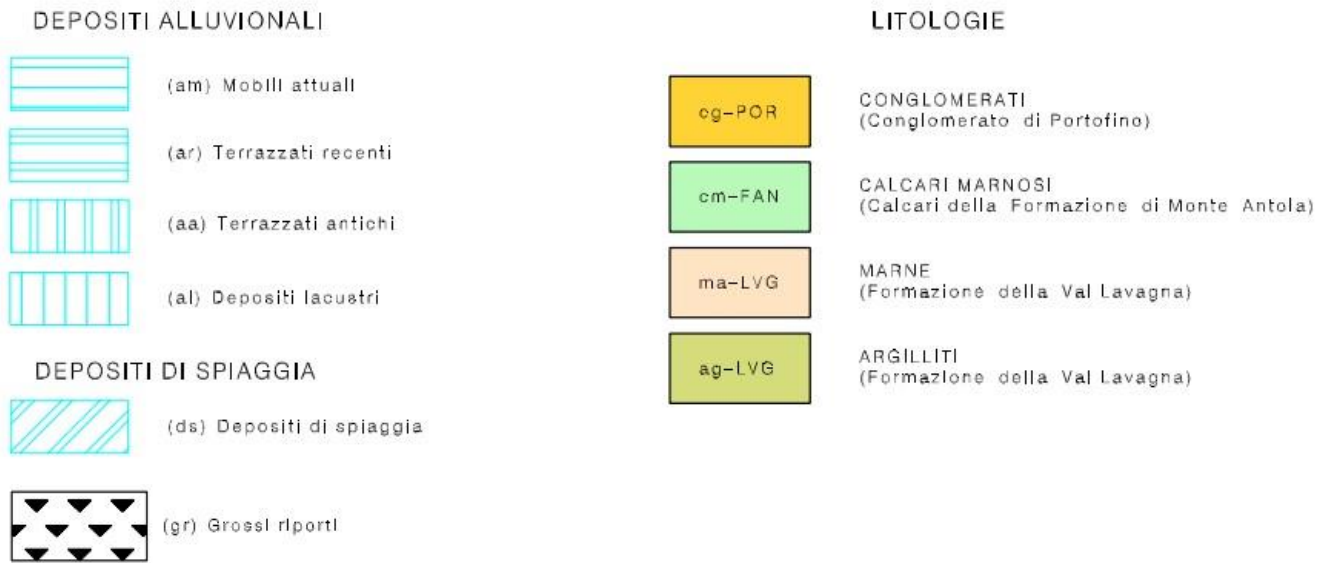 DEPOSITI ALLUVIONALI
(am) Mobili attuali
(ar) Terrazzati recenti
(aa) Terrazzati antichi
(al) Depositi lacustri
DEPOSITI DI SPIAGGIA
(ds) Depositi di spiaggia
(gr) Grossi riporti
LITOLOGIE
cg-POR
CONGLOMERATI
(Conglomerato di Portofino)
cm-FAN
CALCARI MARNOSI
(Calcari della Formazione di Monte Antola)
ma-LVG
MARNE
(Formazione della Val Lavagna)
ag-LVG
ARGILLITI
(Formazione della Val Lavagna)